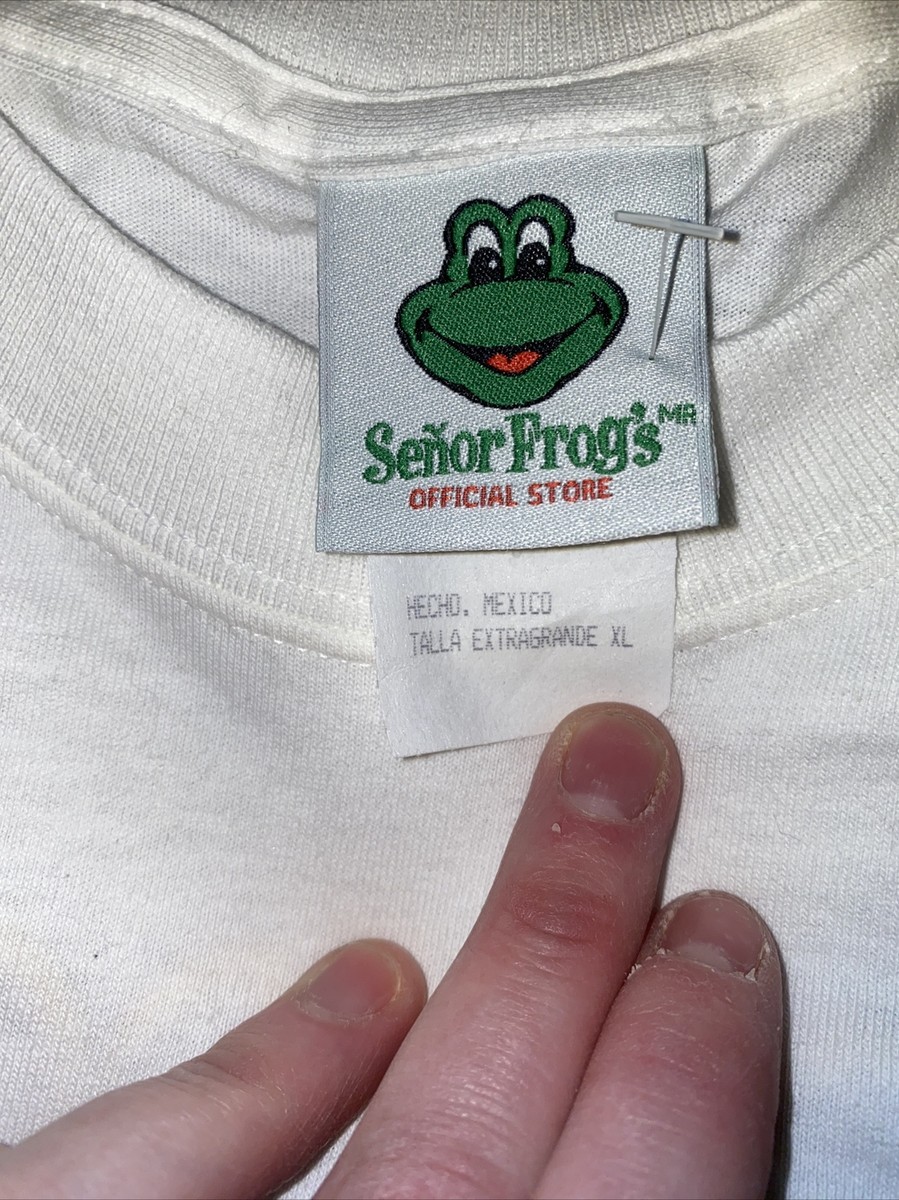 Señor Frog's MR
OFFICIAL STORE
HECHO. MEXICO
TALLA EXTRAGRANDE XL